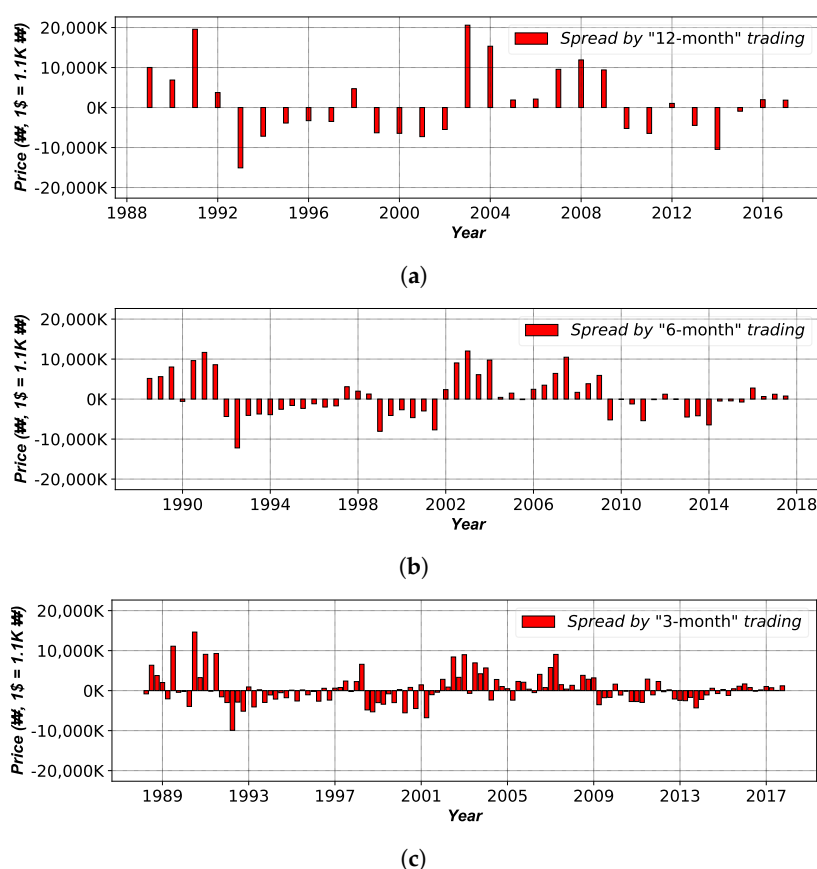 20,000K
10,000K
0K
-10,000K
-20,000K
Price (₩, 1$ = 1.1K ₩)
Spread by "12-month" trading
1988 1992 1996 2000 2004 2008 2012 2016
Year
(a)
20,000K
10,000K
0K
-10,000K
-20,000K
Price (₩, 1$ = 1.1K ₩)
Spread by "6-month" trading
1990 1994 1998 2002 2006 2010 2014 2018
Year
(b)
20,000K
10,000K
0K
-10,000K
-20,000K
Price (₩, 1$ = 1.1K ₩)
Spread by "3-month" trading
1989 1993 1997 2001 2005 2009 2013 2017
Year
(c)